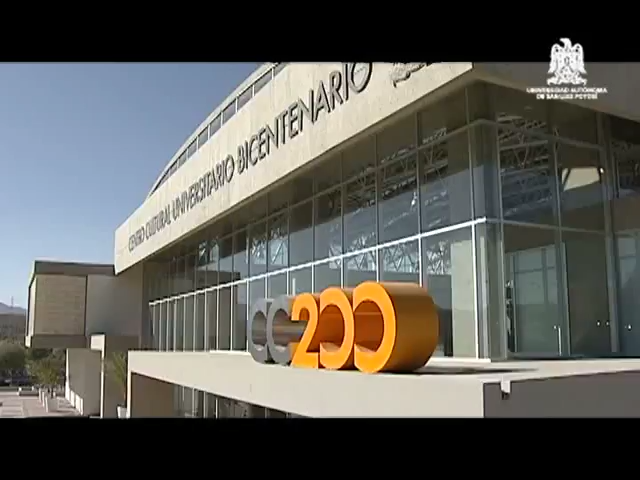 UNIVERSIDAD AUTÓNOMA
DE SAN LUIS POTOSÍ
CENTRO CULTURAL UNIVERSITARIO BICENTENARIO
CC200